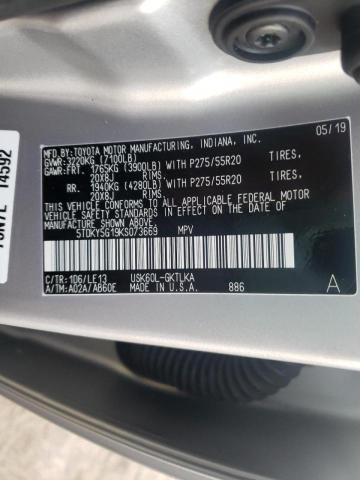 MFD. BY: TOYOTA MOTOR MANUFACTURING, INDIANA, INC. 05/19
GVWR: 3220KG (7100LB)
GAWR:FRT. 1765KG (3900LB) WITH P275/55R20 TIRES,
20X8J RIMS,
RR. 1940KG (4280LB) WITH P275/55R20 TIRES,
20X8J RIMS,
THIS VEHICLE CONFORMS TO ALL APPLICABLE FEDERAL MOTOR VEHICLE
SAFETY STANDARDS IN EFFECT ON THE DATE OF
MANUFACTURE SHOWN ABOVE.
5TDKY5G19KS073669 MPV
C/TR: 1D6/LE13 USK60L-GKTLKA
A/TM: A02A/AB60E MADE IN U.S.A. 886 A
14592